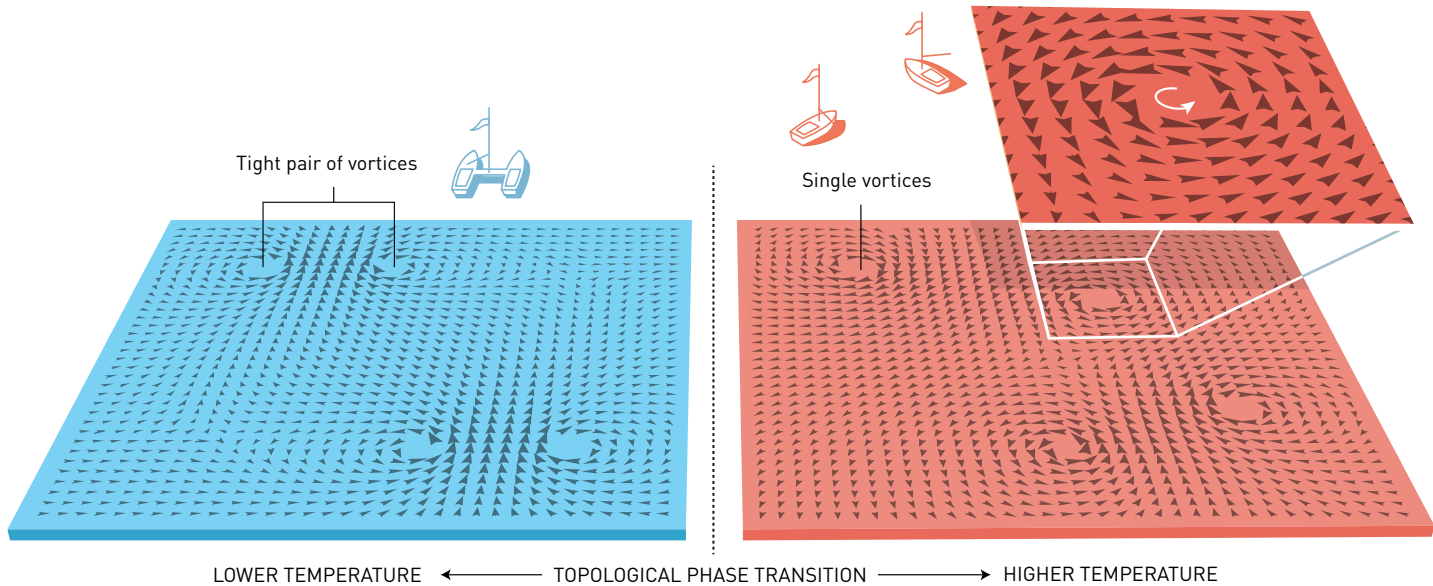 Tight pair of vortices
Single vortices
LOWER TEMPERATURE
TOPOLOGICAL PHASE TRANSITION
HIGHER TEMPERATURE